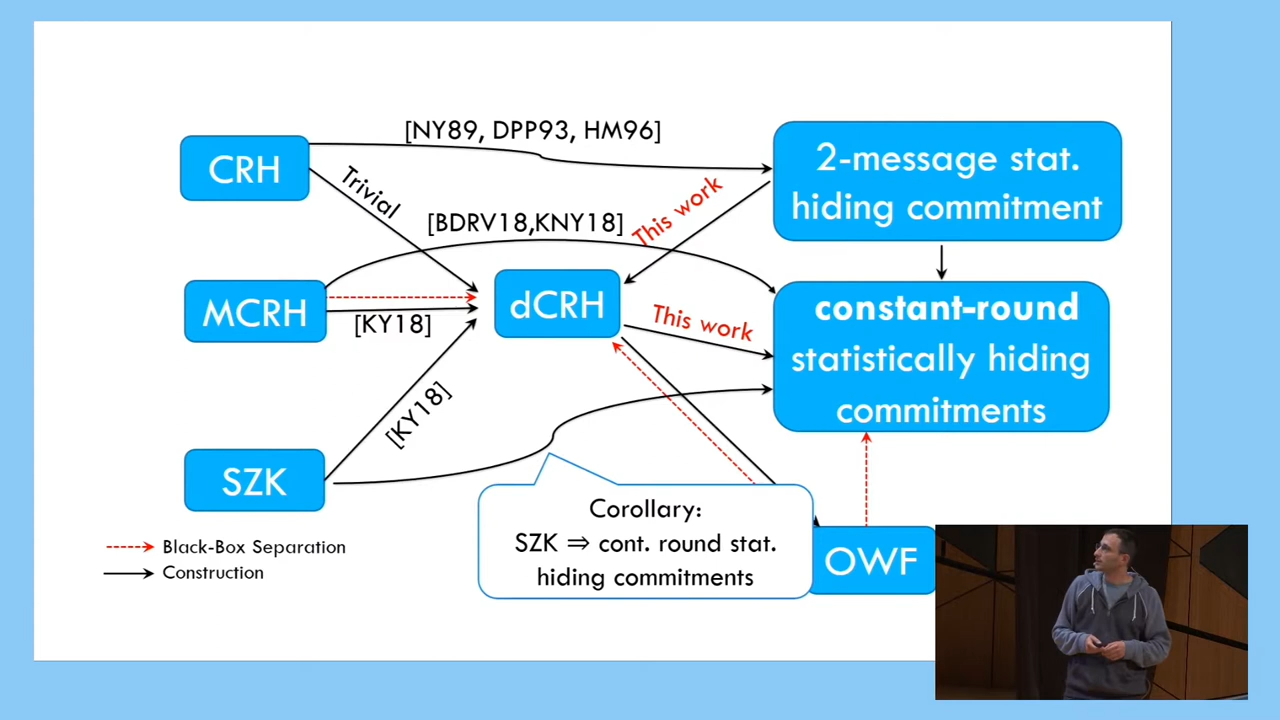 [NY89, DPP93, HM96]
CRH
2-message stat.
hiding commitment
Trivial
This work
[BDRV18,KNY18]
MCRH
dCRH
[KY18]
This work
constant-round
statistically hiding
commitments
[KY18]
SZK
Corollary:
SZK ⇒ cont. round stat.
hiding commitments
OWF
Black-Box Separation
Construction